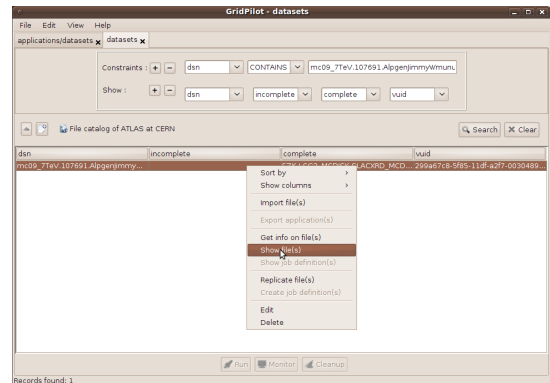 GridPilot - datasets
File Edit View Help
applications/datasets datasets
Constraints : + - dsn CONTAINS mc09_7TeV.107691.AlpgenJimmyWmunu
Show : + - dsn incomplete complete vuid
File catalog of ATLAS at CERN Search Clear
dsn incomplete complete vuid
mc09_7TeV.107691.AlpgenJimmy... SLACXRD_MCD... 299a67c8-5f85-11df-a2f7-0030489...
Sort by
Show columns
Import file(s)
Export application(s)
Get info on file(s)
Show file(s)
Show job definition(s)
Replicate file(s)
Create job definition(s)
Edit
Delete
Run Monitor Cleanup
Records found: 1